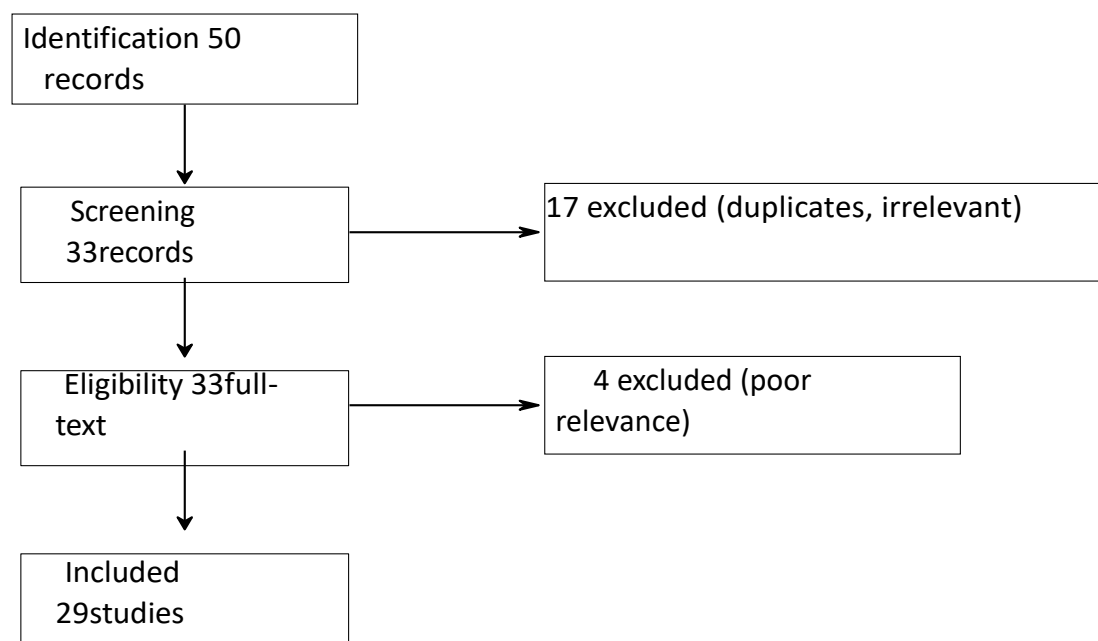 Identification 50
records
Screening
33records
17 excluded (duplicates, irrelevant)
Eligibility 33full-
text
4 excluded (poor
relevance)
Included
29studies